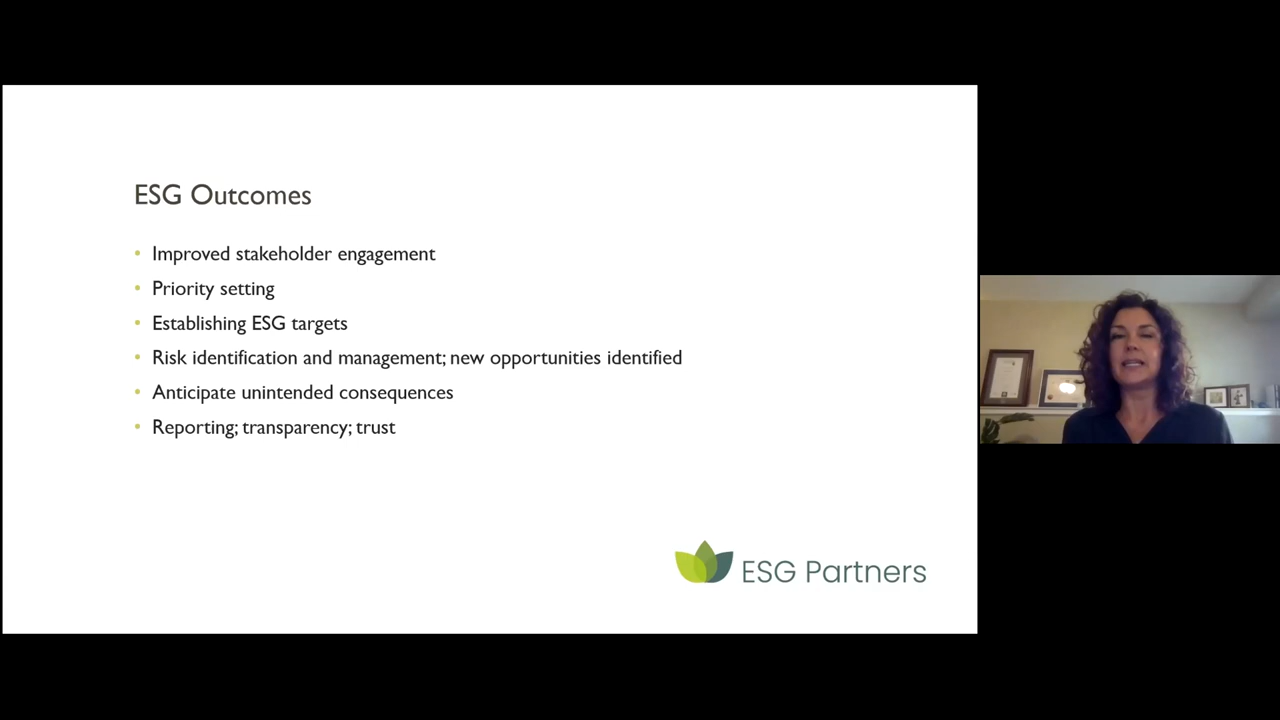 ESG Outcomes
• Improved stakeholder engagement
• Priority setting
• Establishing ESG targets
• Risk identification and management; new opportunities identified
• Anticipate unintended consequences
• Reporting; transparency; trust
ESG Partners